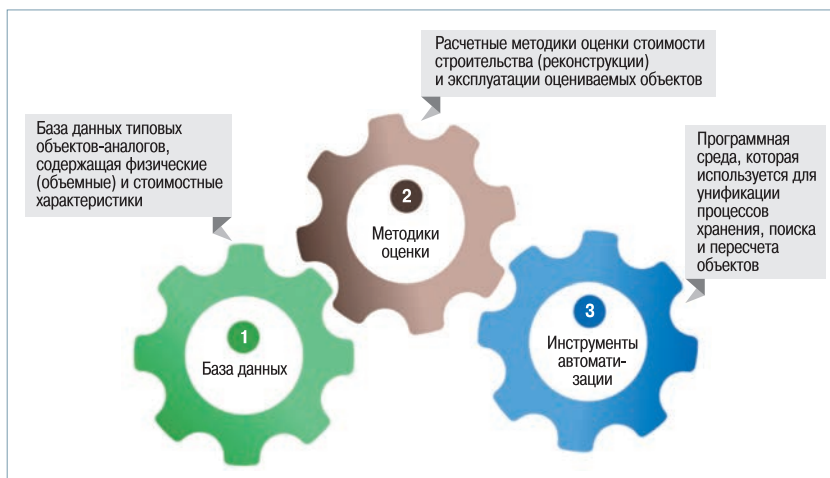 База данных типовых
объектов-аналогов,
содержащая физические
(объемные) и стоимостные
характеристики
1
База данных
Расчетные методики оценки стоимости
строительства (реконструкции)
и эксплуатации оцениваемых объектов
2
Методики
оценки
Программная
среда, которая
используется для
унификации
процессов
хранения, поиска
и пересчета
объектов
3
Инструменты
автомати-
зации